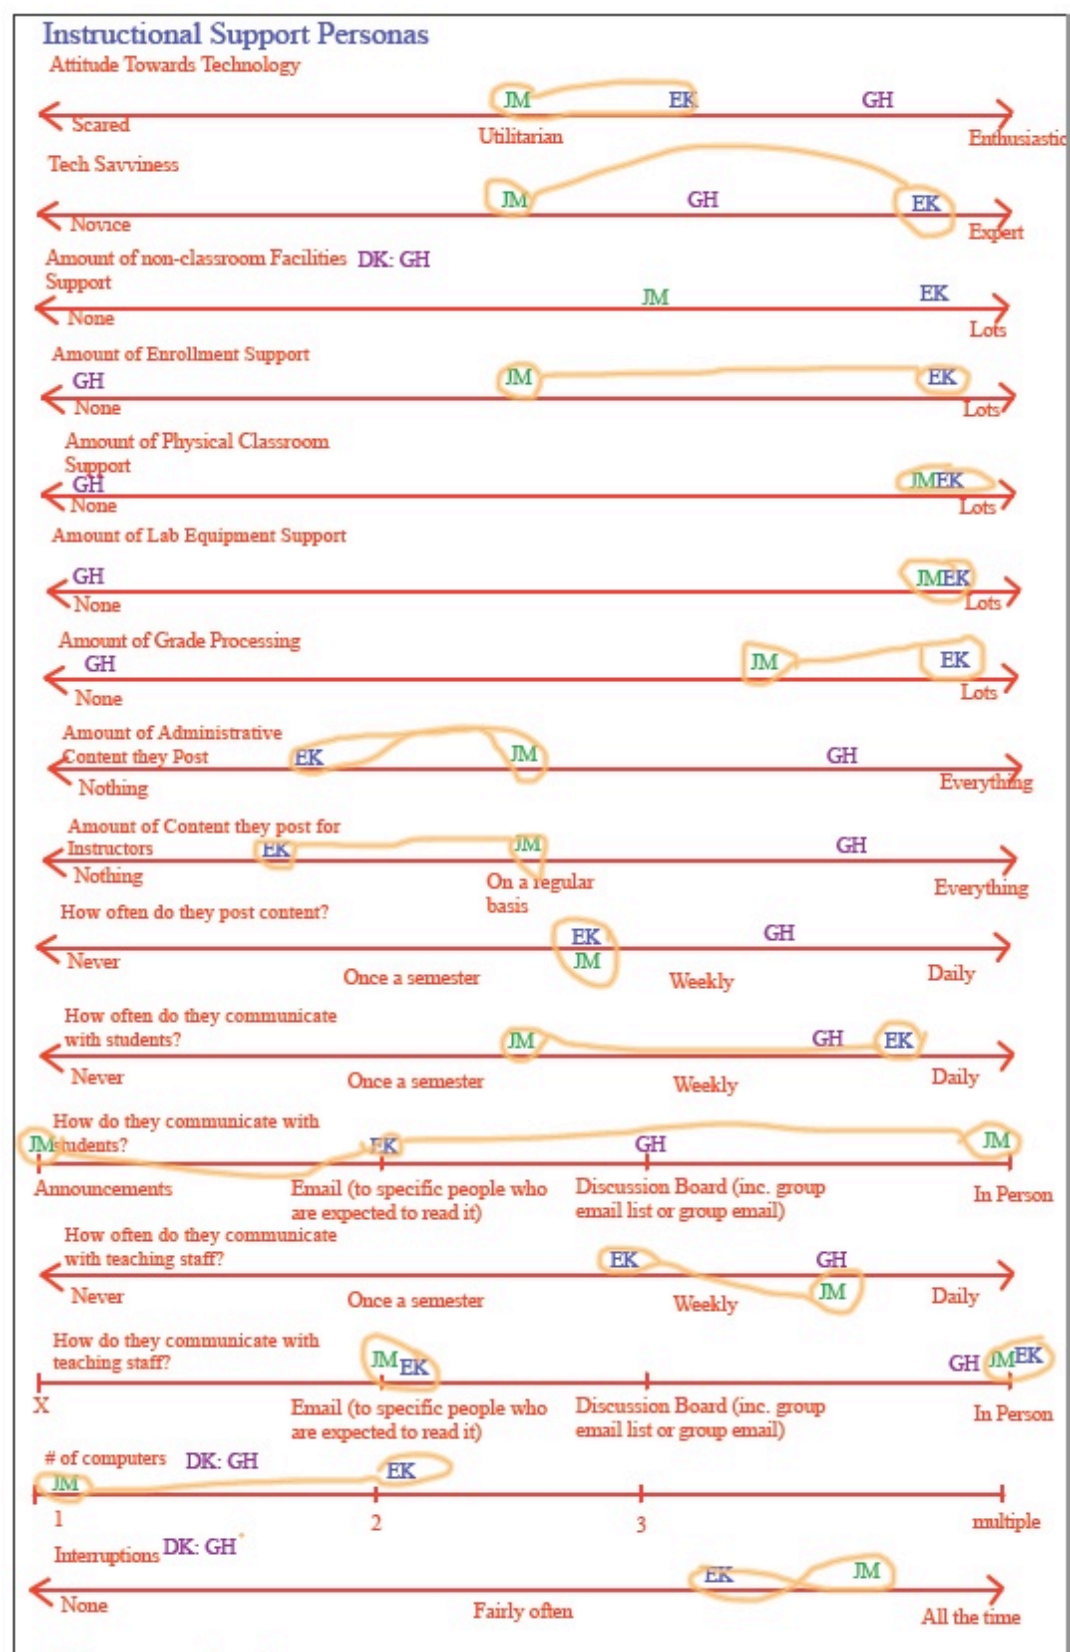 Instructional Support Personas
Attitude Towards Technology
JM EK GH
Scared Utilitarian Enthusiastic
Tech Savviness
JM GH EK
Novice Expert
Amount of non-classroom Facilities DK: GH
Support
JM EK
None Lots
Amount of Enrollment Support
GH JM EK
None Lots
Amount of Physical Classroom
Support
GH JM EK
None Lots
Amount of Lab Equipment Support
GH JM EK
None Lots
Amount of Grade Processing
GH JM EK
None Lots
Amount of Administrative
Content they Post EK JM GH
Nothing Everything
Amount of Content they post for
Instructors EK JM GH
Nothing On a regular Everything
basis
How often do they post content?
EK GH
JM
Never Once a semester Weekly Daily
How often do they communicate
with students? JM GH EK
Never Once a semester Weekly Daily
How do they communicate with
JM students? EK GH JM
Announcements Email (to specific people who Discussion Board (inc. group In Person
are expected to read it) email list or group email)
How often do they communicate
with teaching staff? EK GH
JM
Never Once a semester Weekly Daily
How do they communicate with
teaching staff? JM EK GH JM EK
X Email (to specific people who Discussion Board (inc. group In Person
are expected to read it) email list or group email)
# of computers DK: GH
JM EK
1 2 3 multiple
Interruptions DK: GH
EK JM
None Fairly often All the time